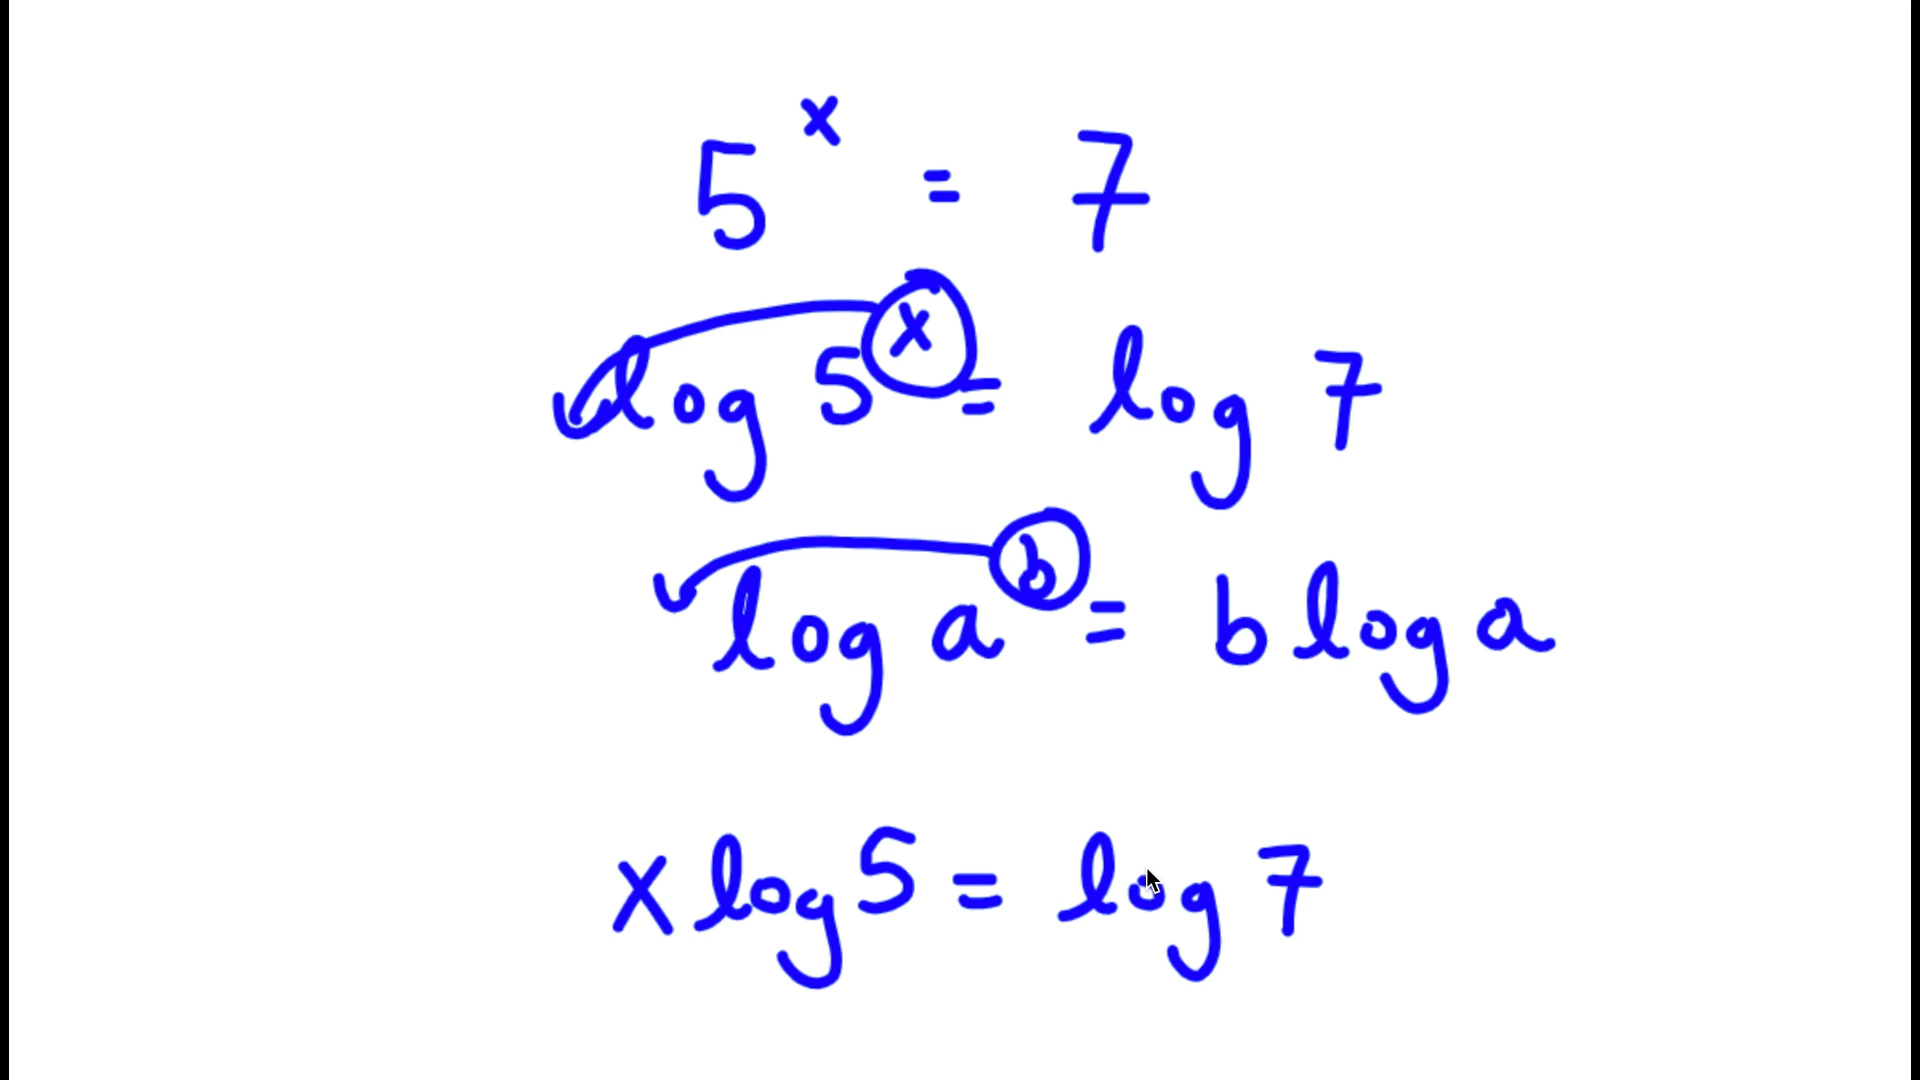 5^x = 7
log 5^x = log 7
log a^b = b log a
x log 5 = log 7